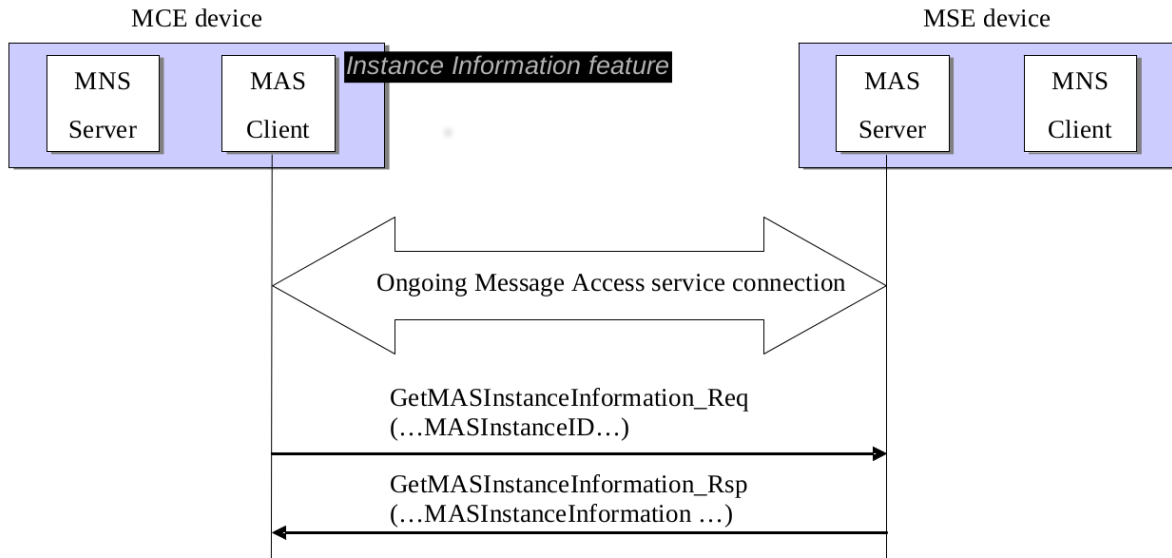 MCE device
MSE device
Instance Information feature
MNS
Server
MAS
Client
MAS
Server
MNS
Client
Ongoing Message Access service connection
GetMASInstanceInformation_Req
(…MASInstanceID…)
GetMASInstanceInformation_Rsp
(…MASInstanceInformation …)